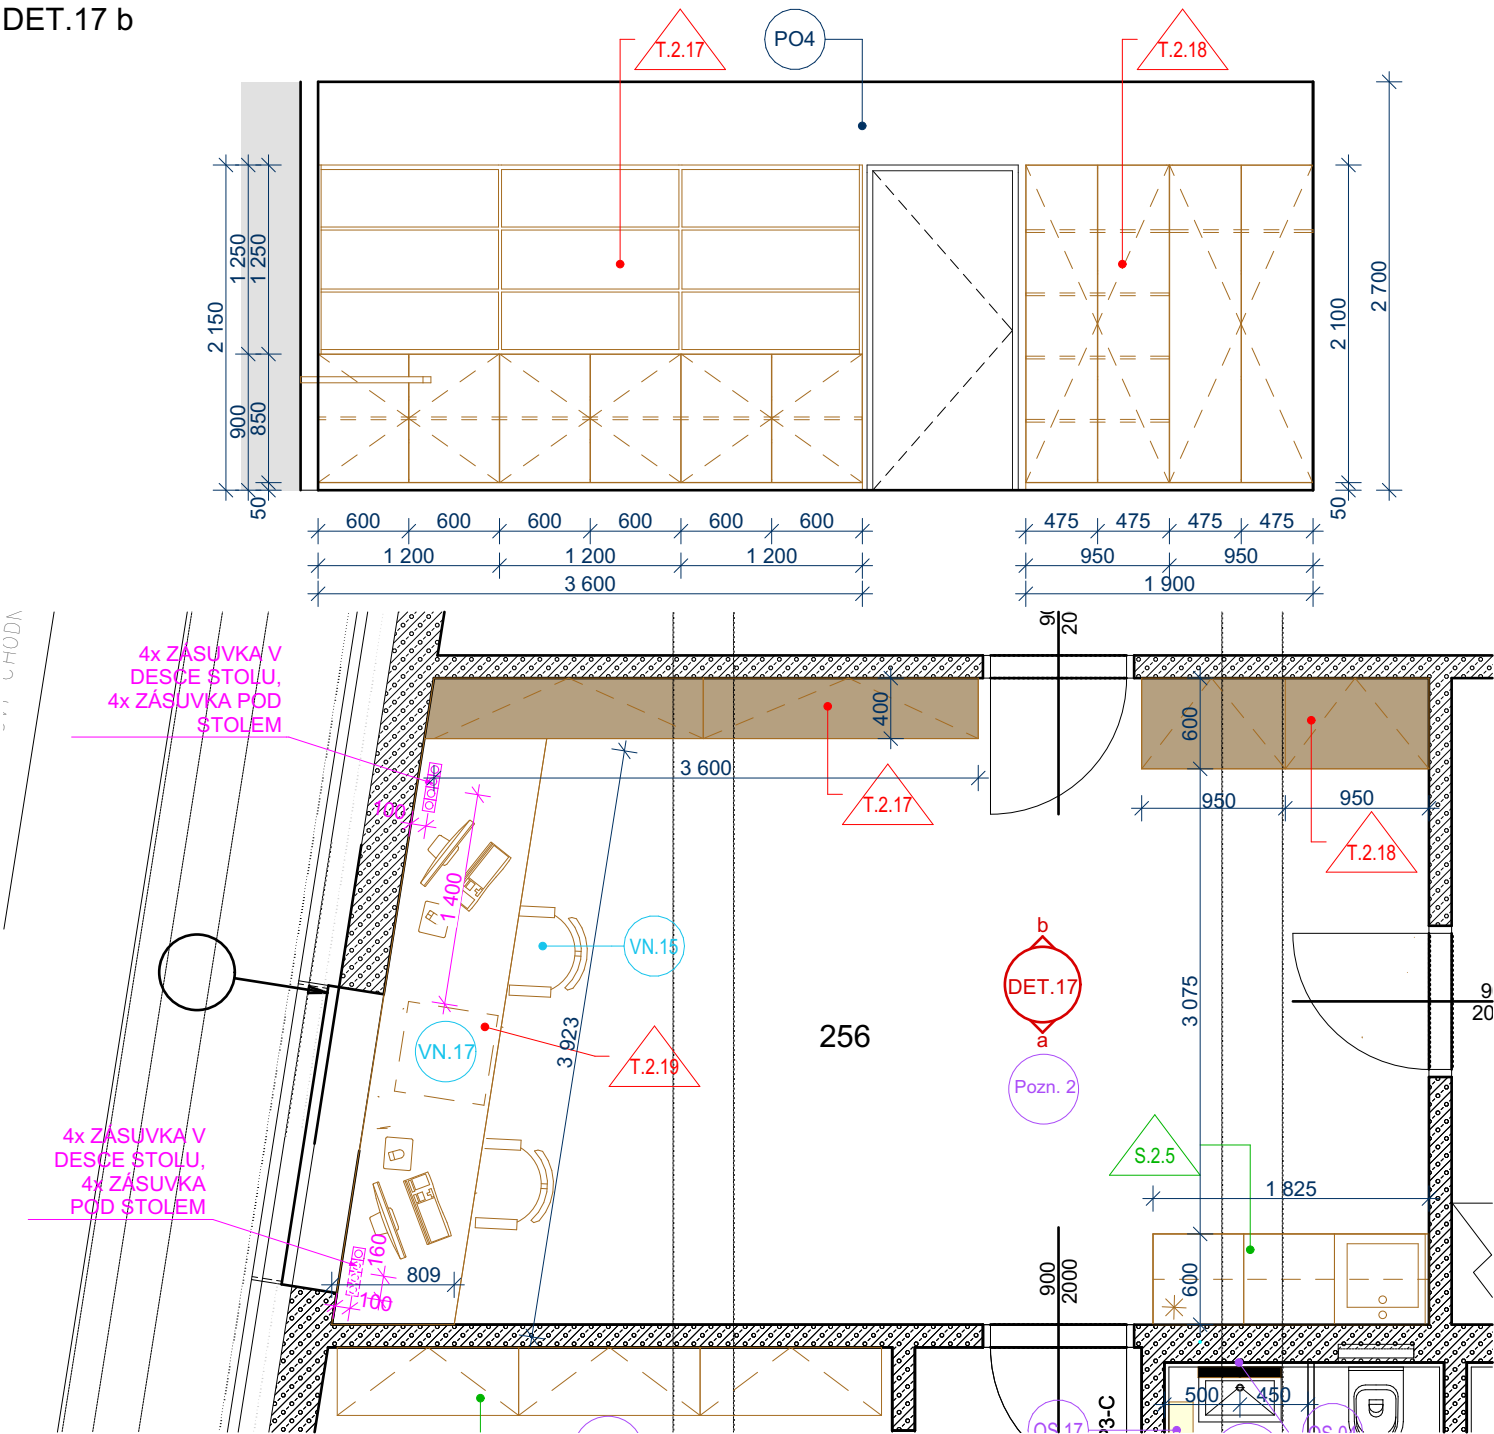 DET.17 b
T.2.17
PO4
T.2.18
2 150
1 250
1 250
900
850
50
2 100
2 700
50
600
600
600
600
600
600
1 200
1 200
1 200
3 600
475
475
475
475
950
950
1 900
4x ZÁSUVKA V
DESCE STOLU,
4x ZÁSUVKA POD
STOLEM
400
3 600
T.2.17
600
950
950
T.2.18
100
1 400
VN.15
3 923
VN.17
T.2.19
256
b
DET.17
a
Pozn. 2
3 075
S.2.5
1 825
600
4x ZÁSUVKA V
DESCE STOLU,
4x ZÁSUVKA
POD STOLEM
160
100
809
900
2000
500
450
OS.17